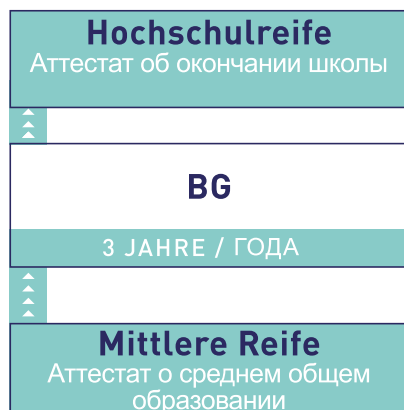 Hochschulreife
Аттестат об окончании школы
BG
3 JAHRE / ГОДА
Mittlere Reife
Аттестат о среднем общем
образовании